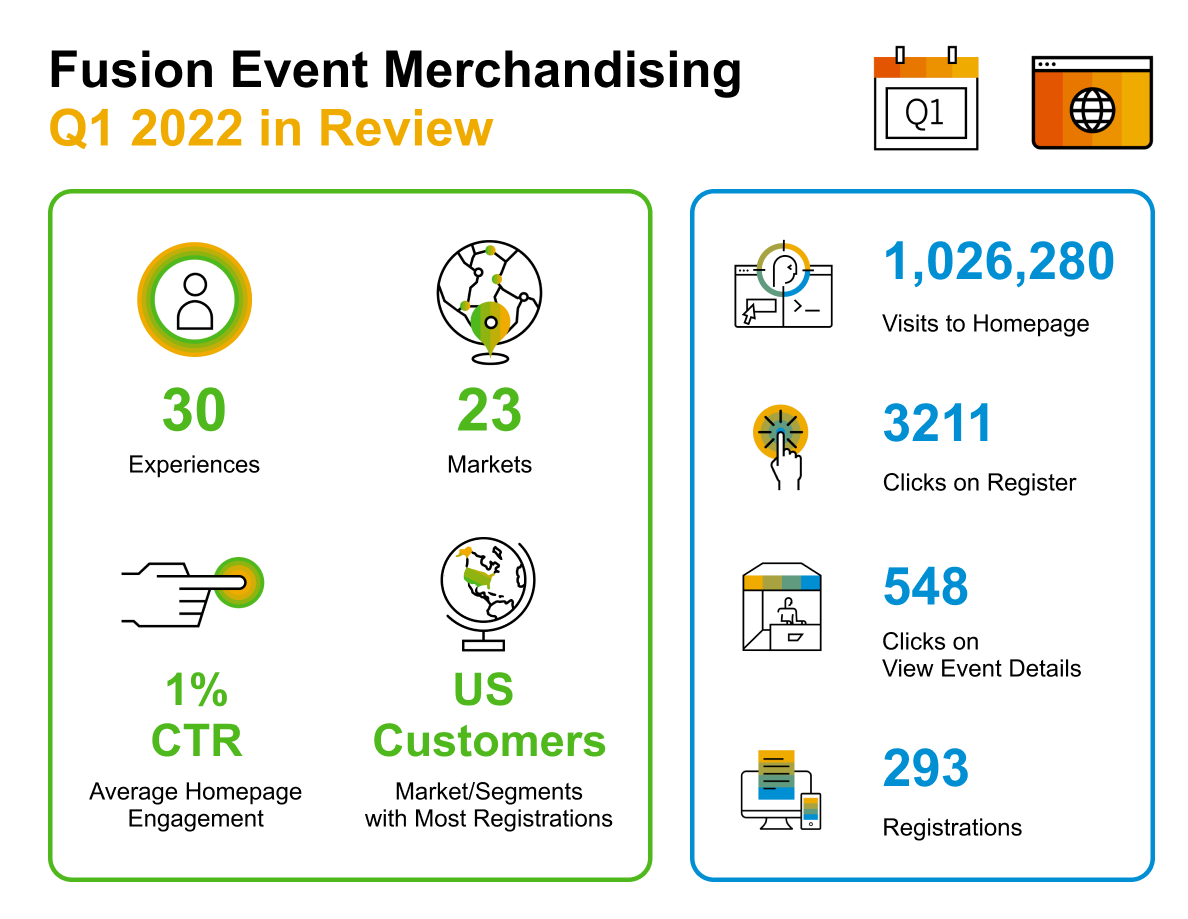 Fusion Event Merchandising
Q1 2022 in Review
Q1
30
Experiences
23
Markets
1%
CTR
Average Homepage
Engagement
US
Customers
Market/Segments
with Most Registrations
1,026,280
Visits to Homepage
3211
Clicks on Register
548
Clicks on
View Event Details
293
Registrations